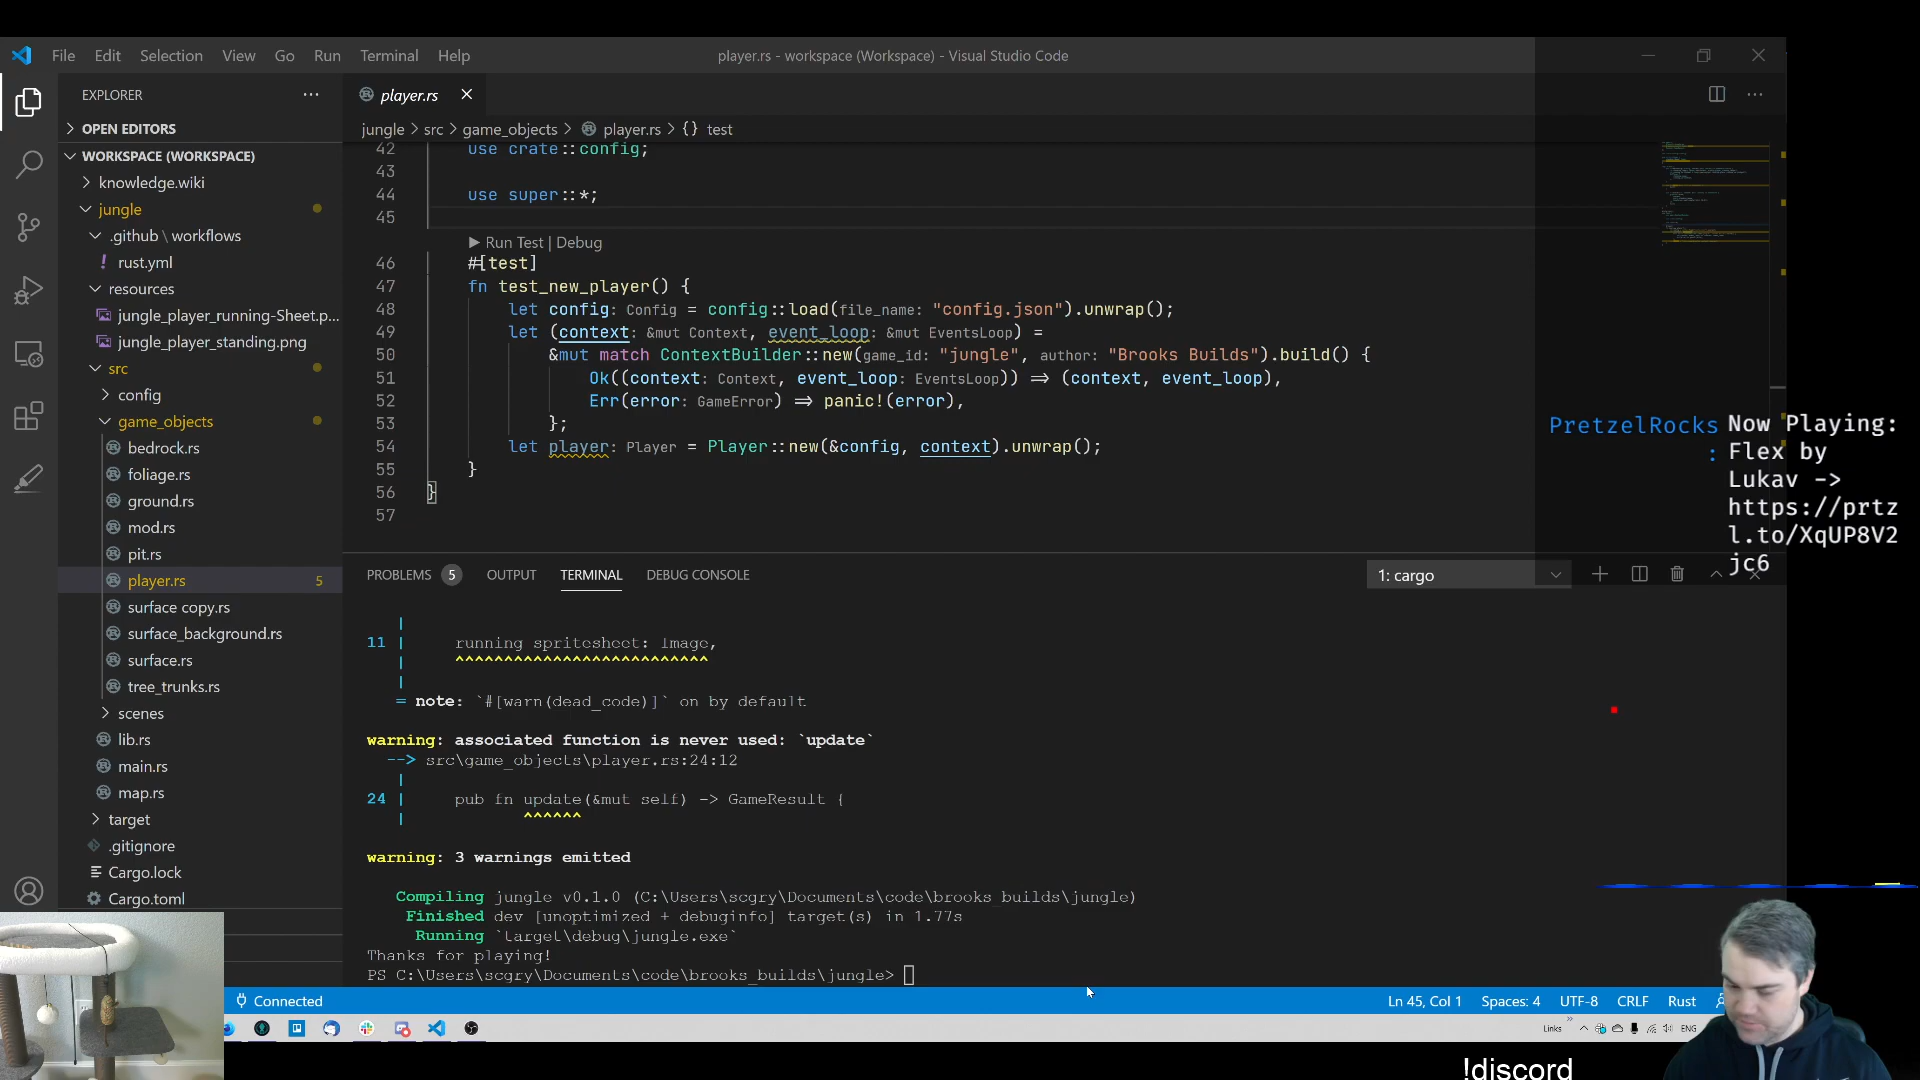 File Edit Selection View Go Run Terminal Help
player.rs - workspace (Workspace) - Visual Studio Code
EXPLORER
OPEN EDITORS
WORKSPACE (WORKSPACE)
knowledge.wiki
jungle
.github \ workflows
! rust.yml
resources
jungle_player_running-Sheet.p...
jungle_player_standing.png
src
config
game_objects
bedrock.rs
foliage.rs
ground.rs
mod.rs
pit.rs
player.rs 5
surface copy.rs
surface_background.rs
surface.rs
tree_trunks.rs
scenes
lib.rs
main.rs
map.rs
target
.gitignore
Cargo.lock
Cargo.toml
player.rs
jungle > src > game_objects > player.rs > {} test
42 use crate::config;
43
44 use super::*;
45
Run Test | Debug
46 #[test]
47 fn test_new_player() {
48 let config: Config = config::load(file_name: "config.json").unwrap();
49 let (context: &mut Context, event_loop: &mut EventsLoop) =
50 &mut match ContextBuilder::new(game_id: "jungle", author: "Brooks Builds").build() {
51 Ok((context: Context, event_loop: EventsLoop)) => (context, event_loop),
52 Err(error: GameError) => panic!(error),
53 };
54 let player: Player = Player::new(&config, context).unwrap();
55 }
56 }
57
PROBLEMS 5 OUTPUT TERMINAL DEBUG CONSOLE
1: cargo
|
11 | running_spritesheet: Image,
| ^^^^^^^^^^^^^^^^^^^^^^^^^^
|
= note: `#[warn(dead_code)]` on by default
warning: associated function is never used: `update`
--> src\game_objects\player.rs:24:12
|
24 | pub fn update(&mut self) -> GameResult {
| ^^^^^^
warning: 3 warnings emitted
Compiling jungle v0.1.0 (C:\Users\scgry\Documents\code\brooks_builds\jungle)
Finished dev [unoptimized + debuginfo] target(s) in 1.77s
Running `target\debug\jungle.exe`
Thanks for playing!
PS C:\Users\scgry\Documents\code\brooks_builds\jungle>
PretzelRocks : Now Playing:
Flex by
Lukav ->
https://prtz
l.to/XqUP8V2
jc6
Connected
Ln 45, Col 1 Spaces: 4 UTF-8 CRLF Rust
Links
ENG
!discord